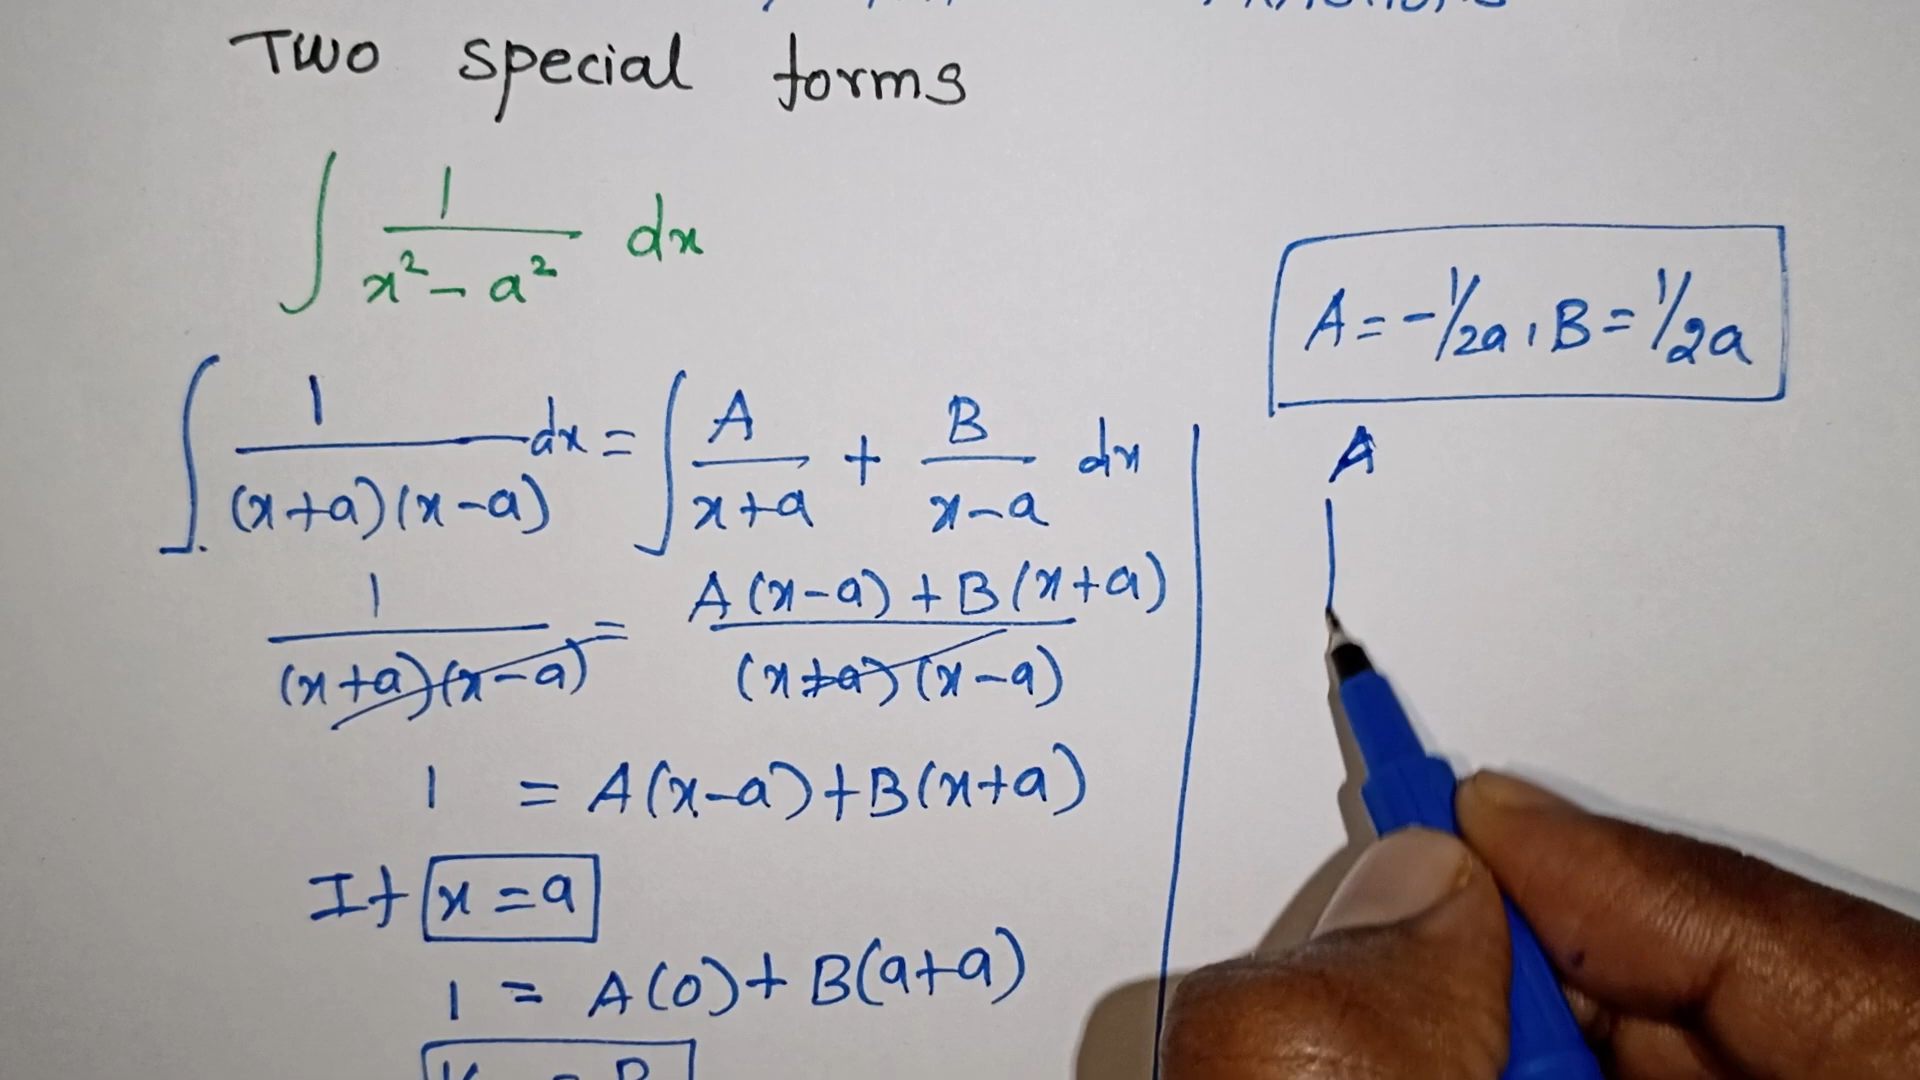 Two special forms
∫ 1/(x² - a²) dx
∫ 1/((x+a)(x-a)) dx = ∫ A/(x+a) + B/(x-a) dx
1/((x+a)(x-a)) = (A(x-a) + B(x+a))/((x+a)(x-a))
1 = A(x-a) + B(x+a)
If x = a
1 = A(0) + B(a+a)
A = -1/2a, B = 1/2a
A